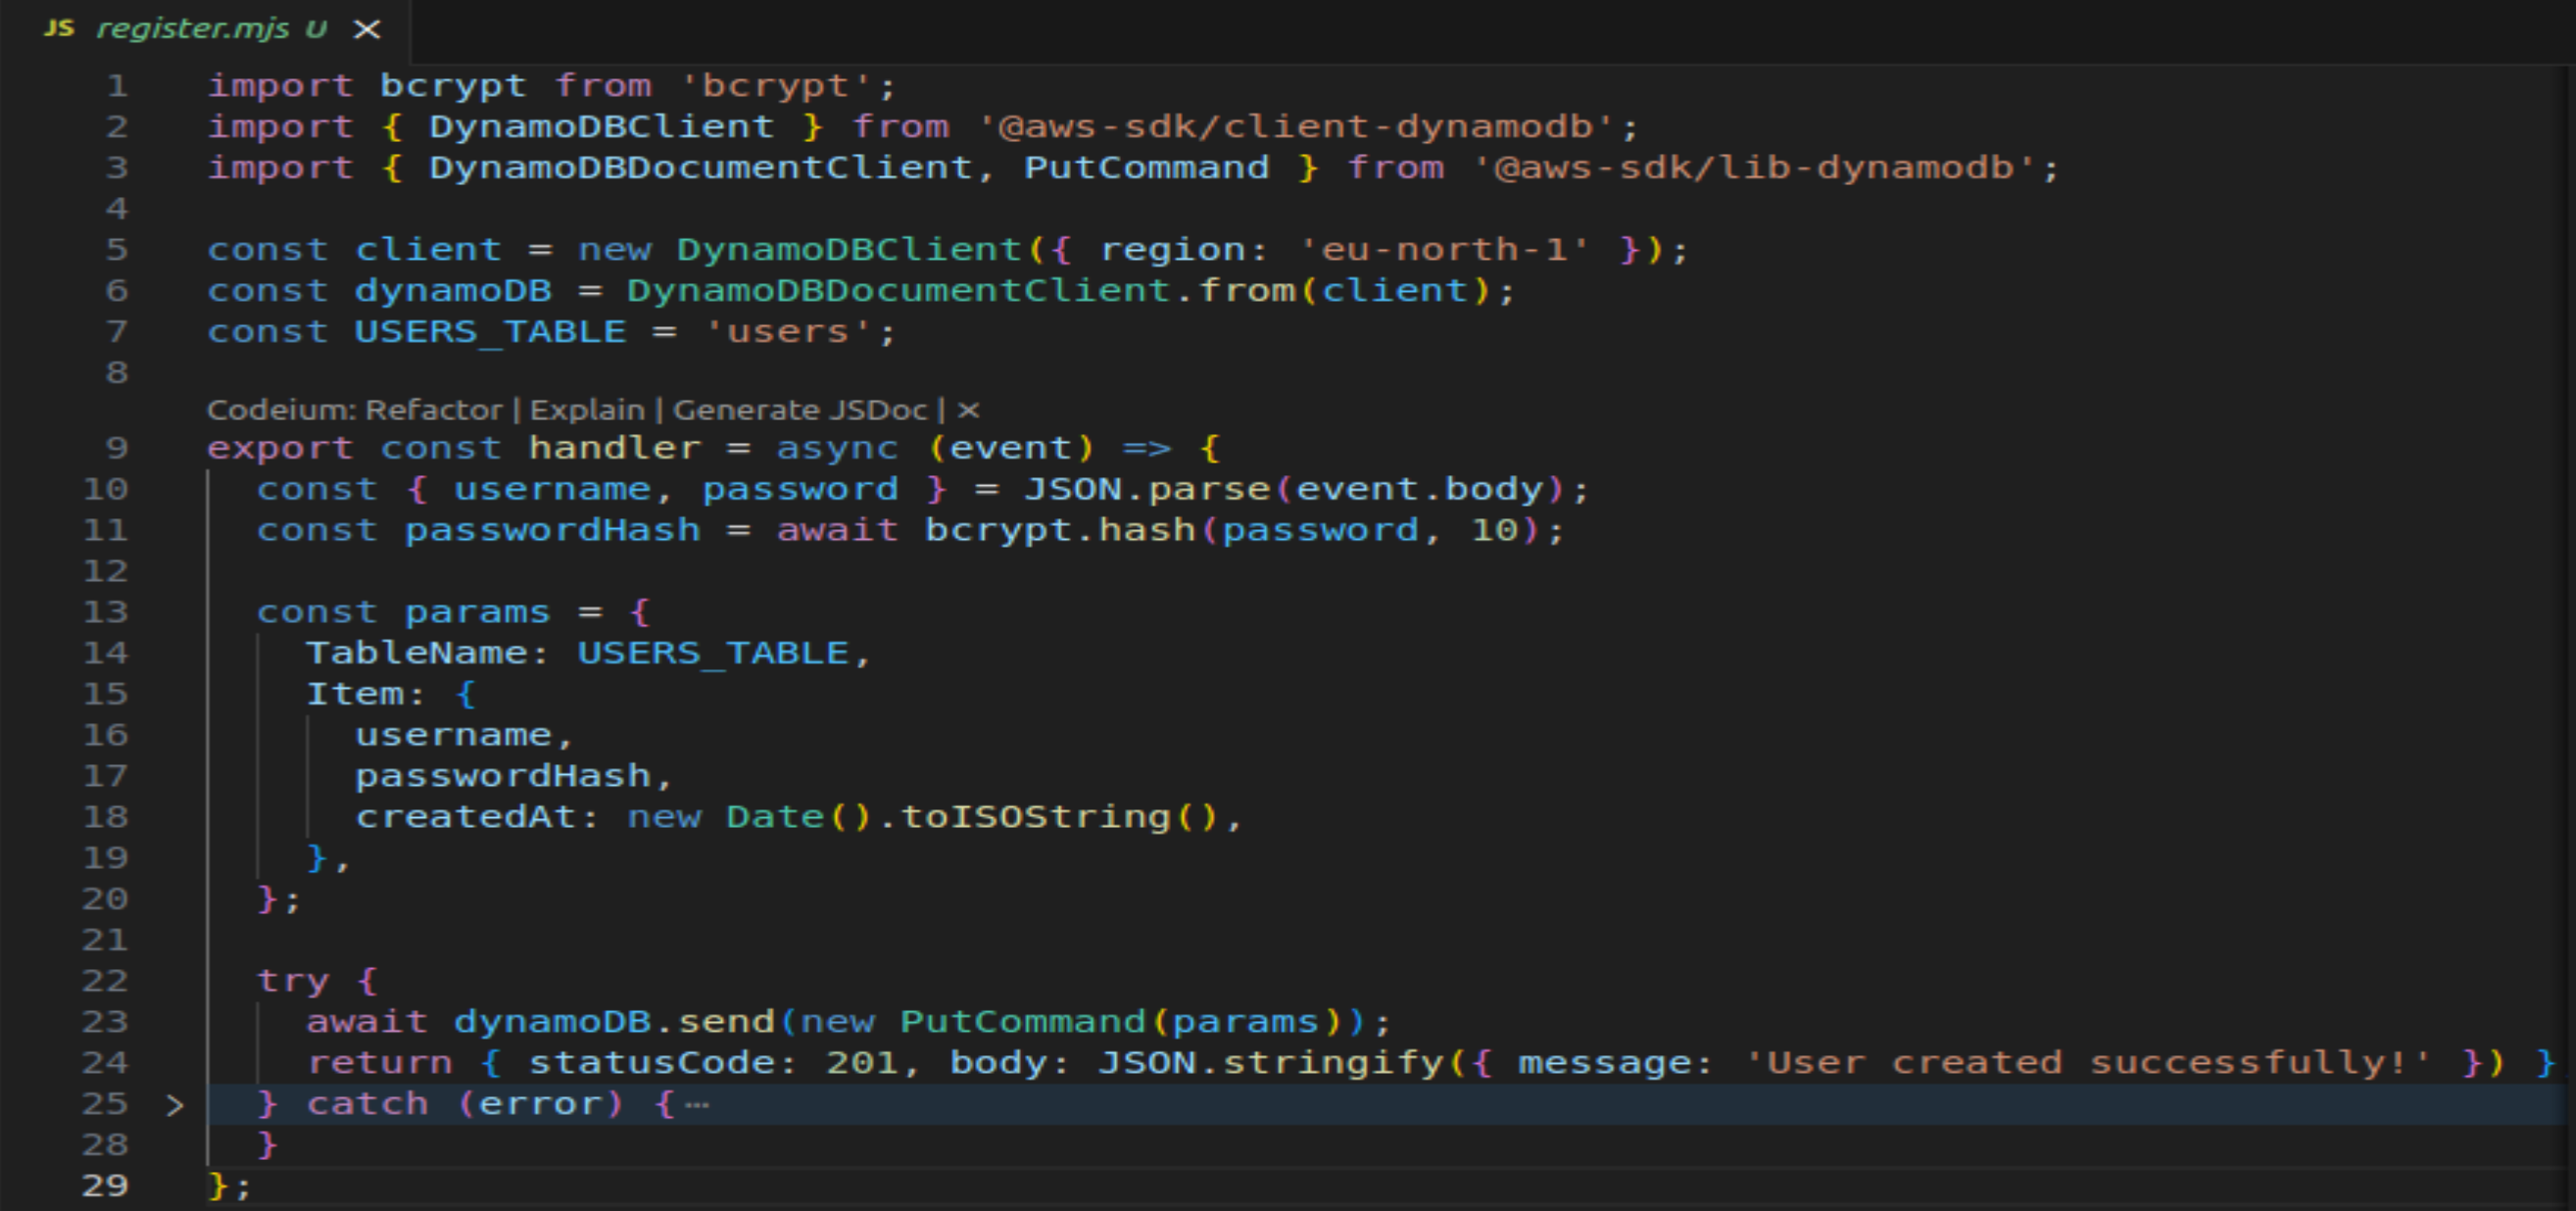 JS register.mjs U ×
1 import bcrypt from 'bcrypt';
2 import { DynamoDBClient } from '@aws-sdk/client-dynamodb';
3 import { DynamoDBDocumentClient, PutCommand } from '@aws-sdk/lib-dynamodb';
4
5 const client = new DynamoDBClient({ region: 'eu-north-1' });
6 const dynamoDB = DynamoDBDocumentClient.from(client);
7 const USERS_TABLE = 'users';
8
Codeium: Refactor | Explain | Generate JSDoc | ×
9 export const handler = async (event) => {
10   const { username, password } = JSON.parse(event.body);
11   const passwordHash = await bcrypt.hash(password, 10);
12
13   const params = {
14     TableName: USERS_TABLE,
15     Item: {
16       username,
17       passwordHash,
18       createdAt: new Date().toISOString(),
19     },
20   };
21
22   try {
23     await dynamoDB.send(new PutCommand(params));
24     return { statusCode: 201, body: JSON.stringify({ message: 'User created successfully!' }) }
25 >   } catch (error) { ⋯
28   }
29 };